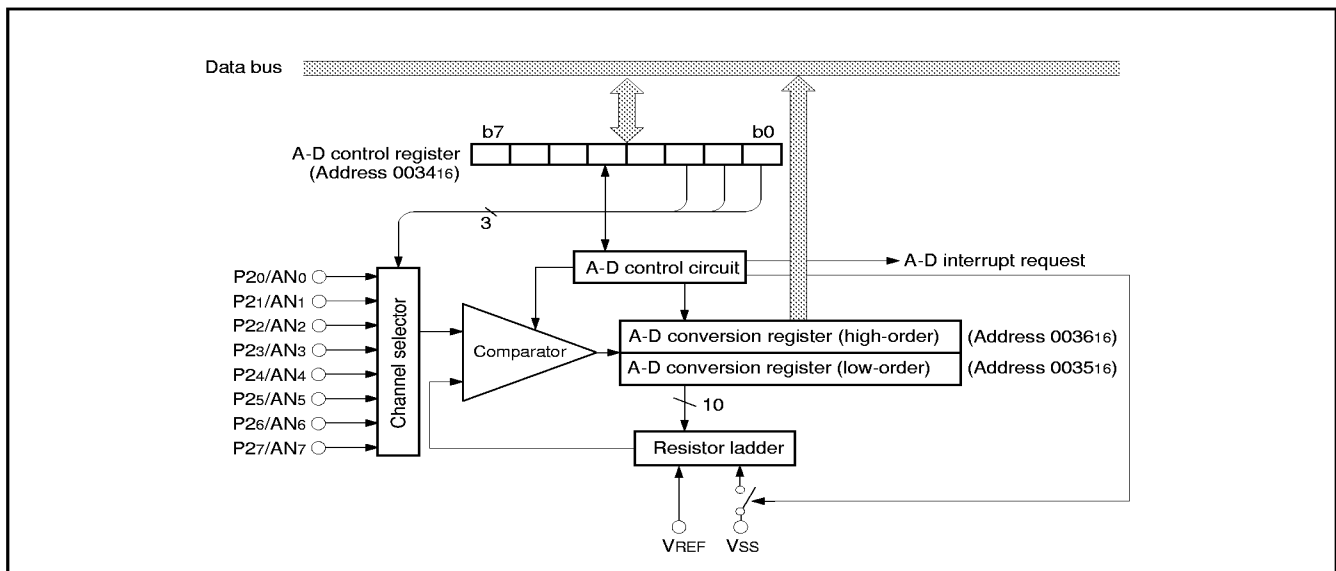 Data bus
b7
b0
A-D control register
(Address 003416)
3
A-D control circuit
A-D interrupt request
P20/AN0
P21/AN1
P22/AN2
P23/AN3
P24/AN4
P25/AN5
P26/AN6
P27/AN7
Channel selector
Comparator
A-D conversion register (high-order)
(Address 003616)
A-D conversion register (low-order)
(Address 003516)
10
Resistor ladder
VREF
VSS